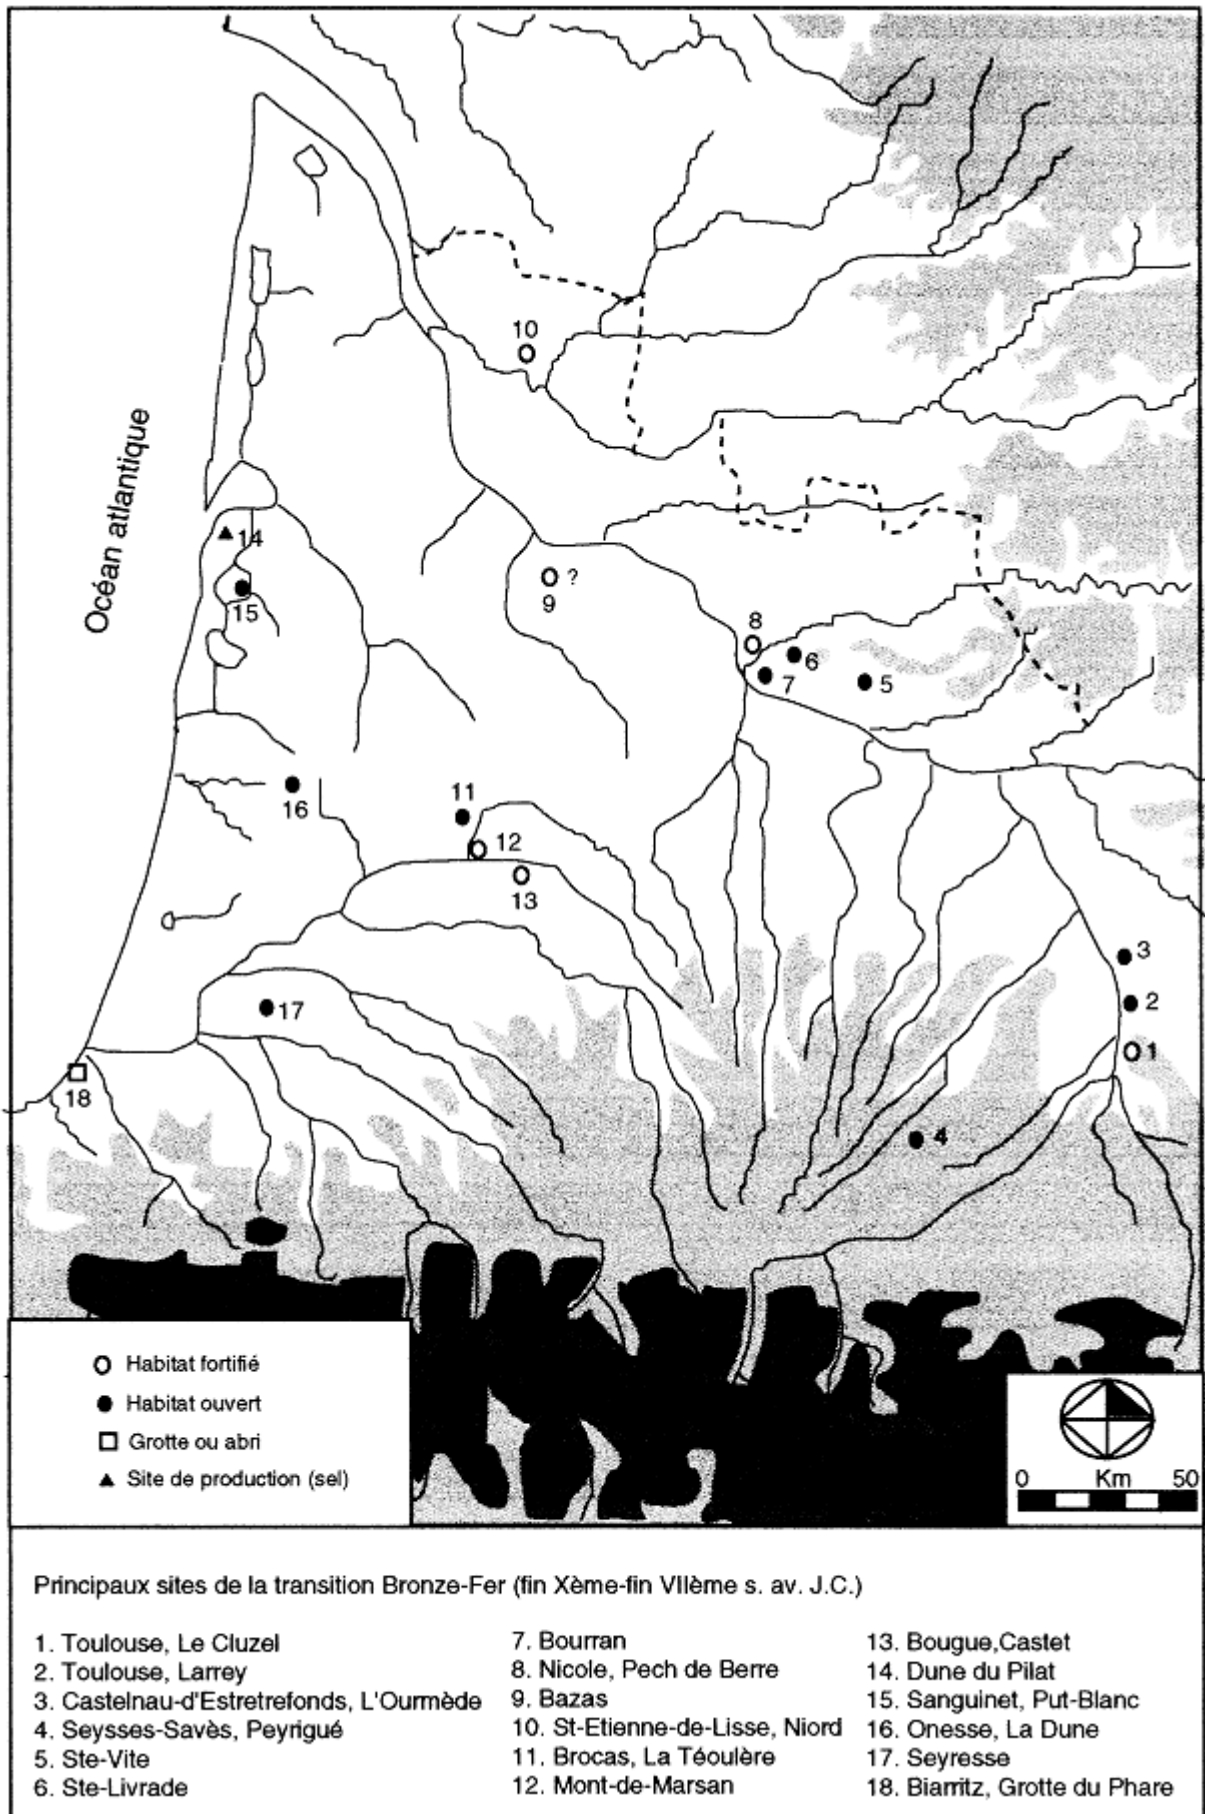 10
Océan atlantique
14
15
9
?
8
6
7
5
16
11
12
13
3
2
1
17
18
4
Habitat fortifié
Habitat ouvert
Grotte ou abri
Site de production (sel)
0 Km 50
Principaux sites de la transition Bronze-Fer (fin Xème-fin VIIème s. av. J.C.)
1. Toulouse, Le Cluzel
2. Toulouse, Larrey
3. Castelnau-d'Estretrefonds, L'Ourmède
4. Seysses-Savès, Peyrigué
5. Ste-Vite
6. Ste-Livrade
7. Bourran
8. Nicole, Pech de Berre
9. Bazas
10. St-Etienne-de-Lisse, Niord
11. Brocas, La Téoulère
12. Mont-de-Marsan
13. Bougue,Castet
14. Dune du Pilat
15. Sanguinet, Put-Blanc
16. Onesse, La Dune
17. Seyresse
18. Biarritz, Grotte du Phare